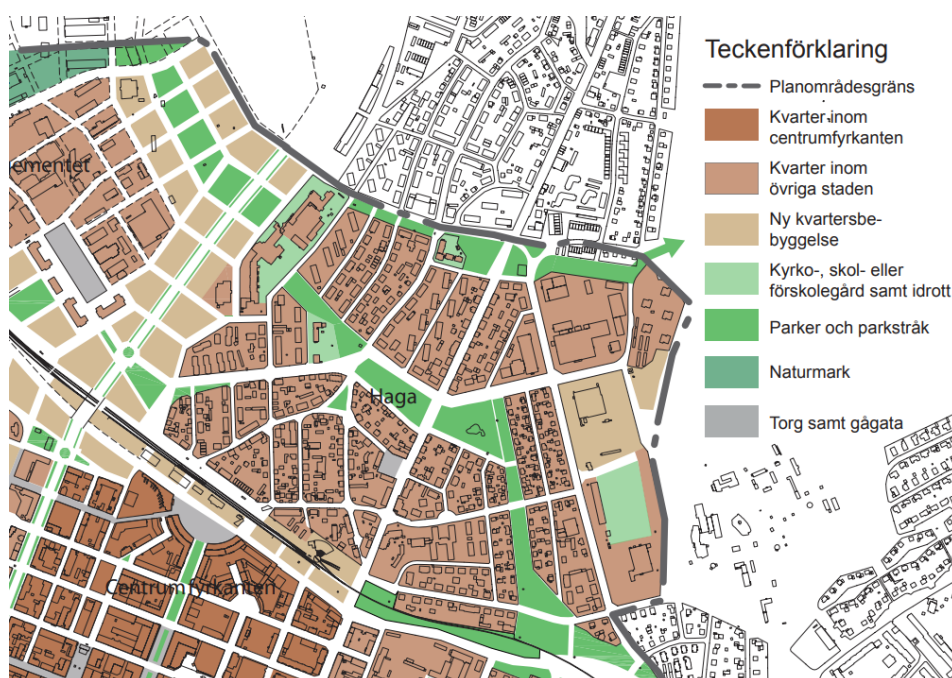 Teckenförklaring
Planområdesgräns
Kvarter inom
centrumfyrkanten
Kvarter inom
övriga staden
Ny kvartersbe-
byggelse
Kyrko-, skol- eller
förskolegård samt idrott
Parker och parkstråk
Naturmark
Torg samt gågata
ementet
Haga
Centrumfyrkanten